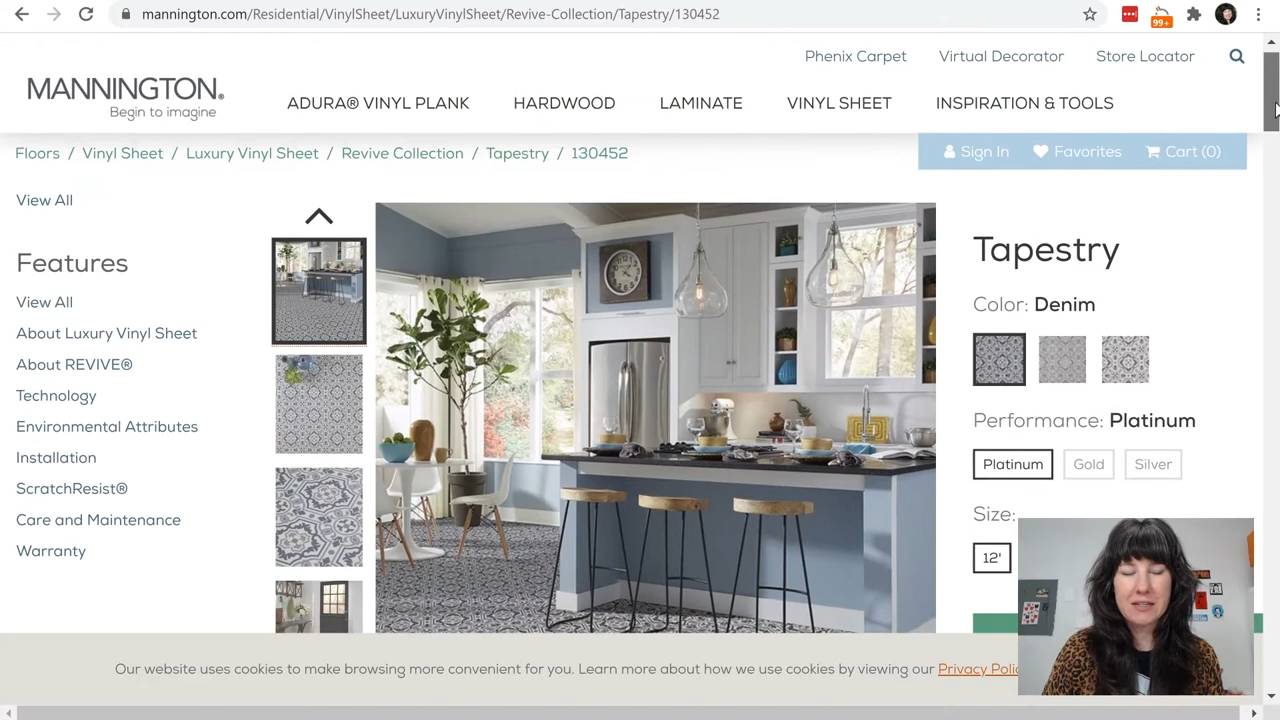 mannington.com/Residential/VinylSheet/LuxuryVinylSheet/Revive-Collection/Tapestry/130452
99+
Phenix Carpet Virtual Decorator Store Locator
MANNINGTON®
Begin to imagine
ADURA® VINYL PLANK HARDWOOD LAMINATE VINYL SHEET INSPIRATION & TOOLS
Floors / Vinyl Sheet / Luxury Vinyl Sheet / Revive Collection / Tapestry / 130452
Sign In Favorites Cart (0)
View All
Features
View All
About Luxury Vinyl Sheet
About REVIVE®
Technology
Environmental Attributes
Installation
ScratchResist®
Care and Maintenance
Warranty
Tapestry
Color: Denim
Performance: Platinum
Platinum Gold Silver
Size:
12'
Our website uses cookies to make browsing more convenient for you. Learn more about how we use cookies by viewing our Privacy Polic